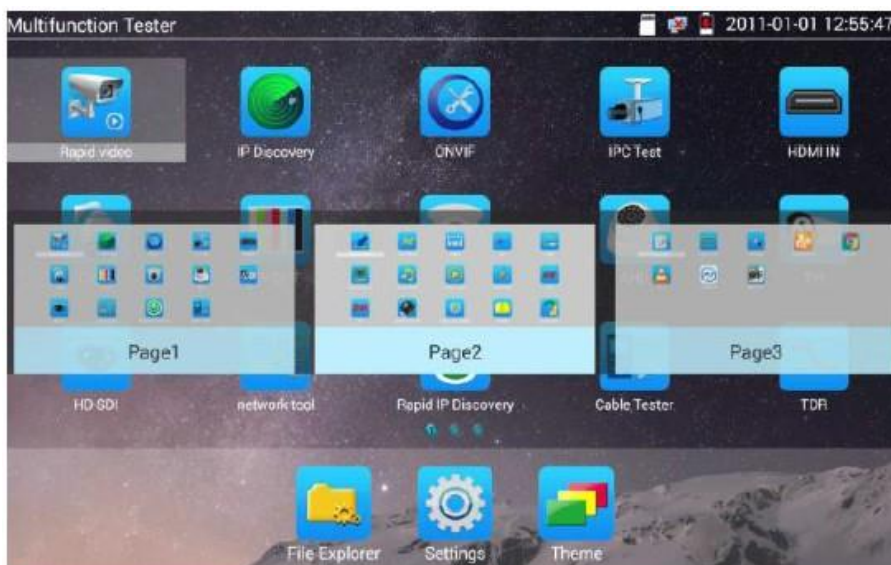 Multifunction Tester 2011-01-01 12:55:47
Rapid video IP Discovery ONVIF IPC Test HDMI IN
Page1 Page2 Page3
HD SDI network tool Rapid IP Discovery Cable Tester TDR
File Explorer Settings Theme